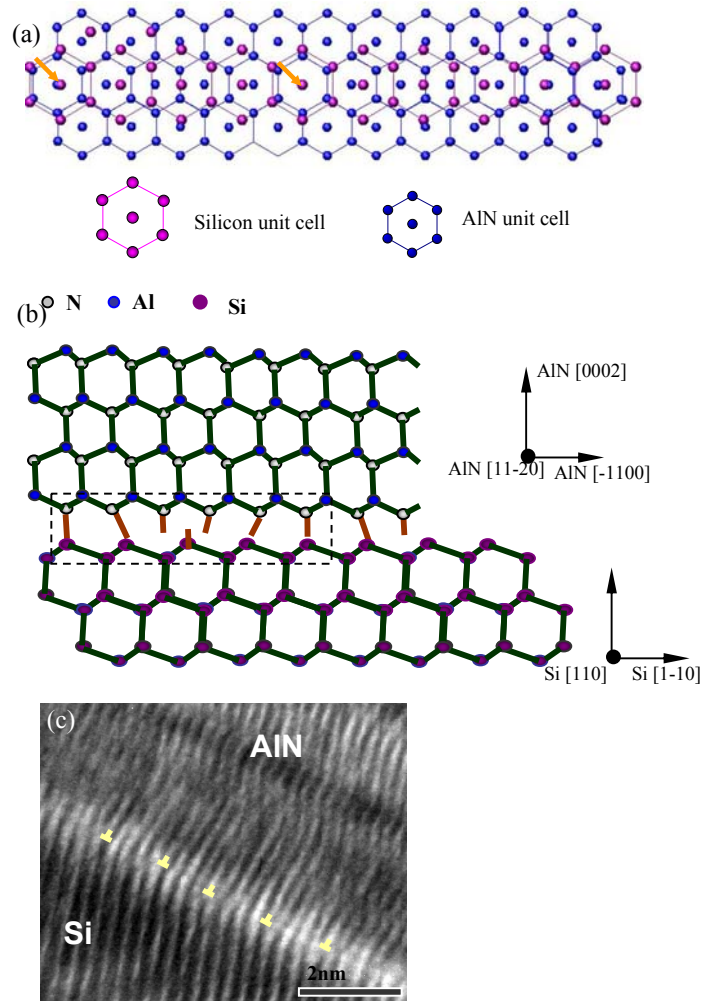 (a)
Silicon unit cell
AlN unit cell
(b)
N Al Si
AlN [0002]
AlN [11-20] AlN [-1100]
Si [110] Si [1-10]
(c)
AlN
Si
2nm